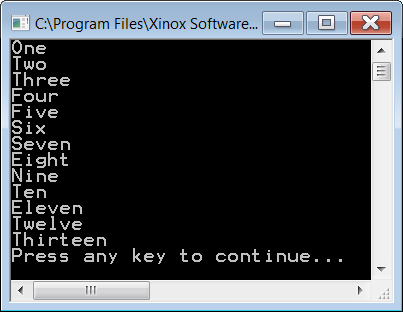 C:\Program Files\Xinox Software...
One
Two
Three
Four
Five
Six
Seven
Eight
Nine
Ten
Eleven
Twelve
Thirteen
Press any key to continue...